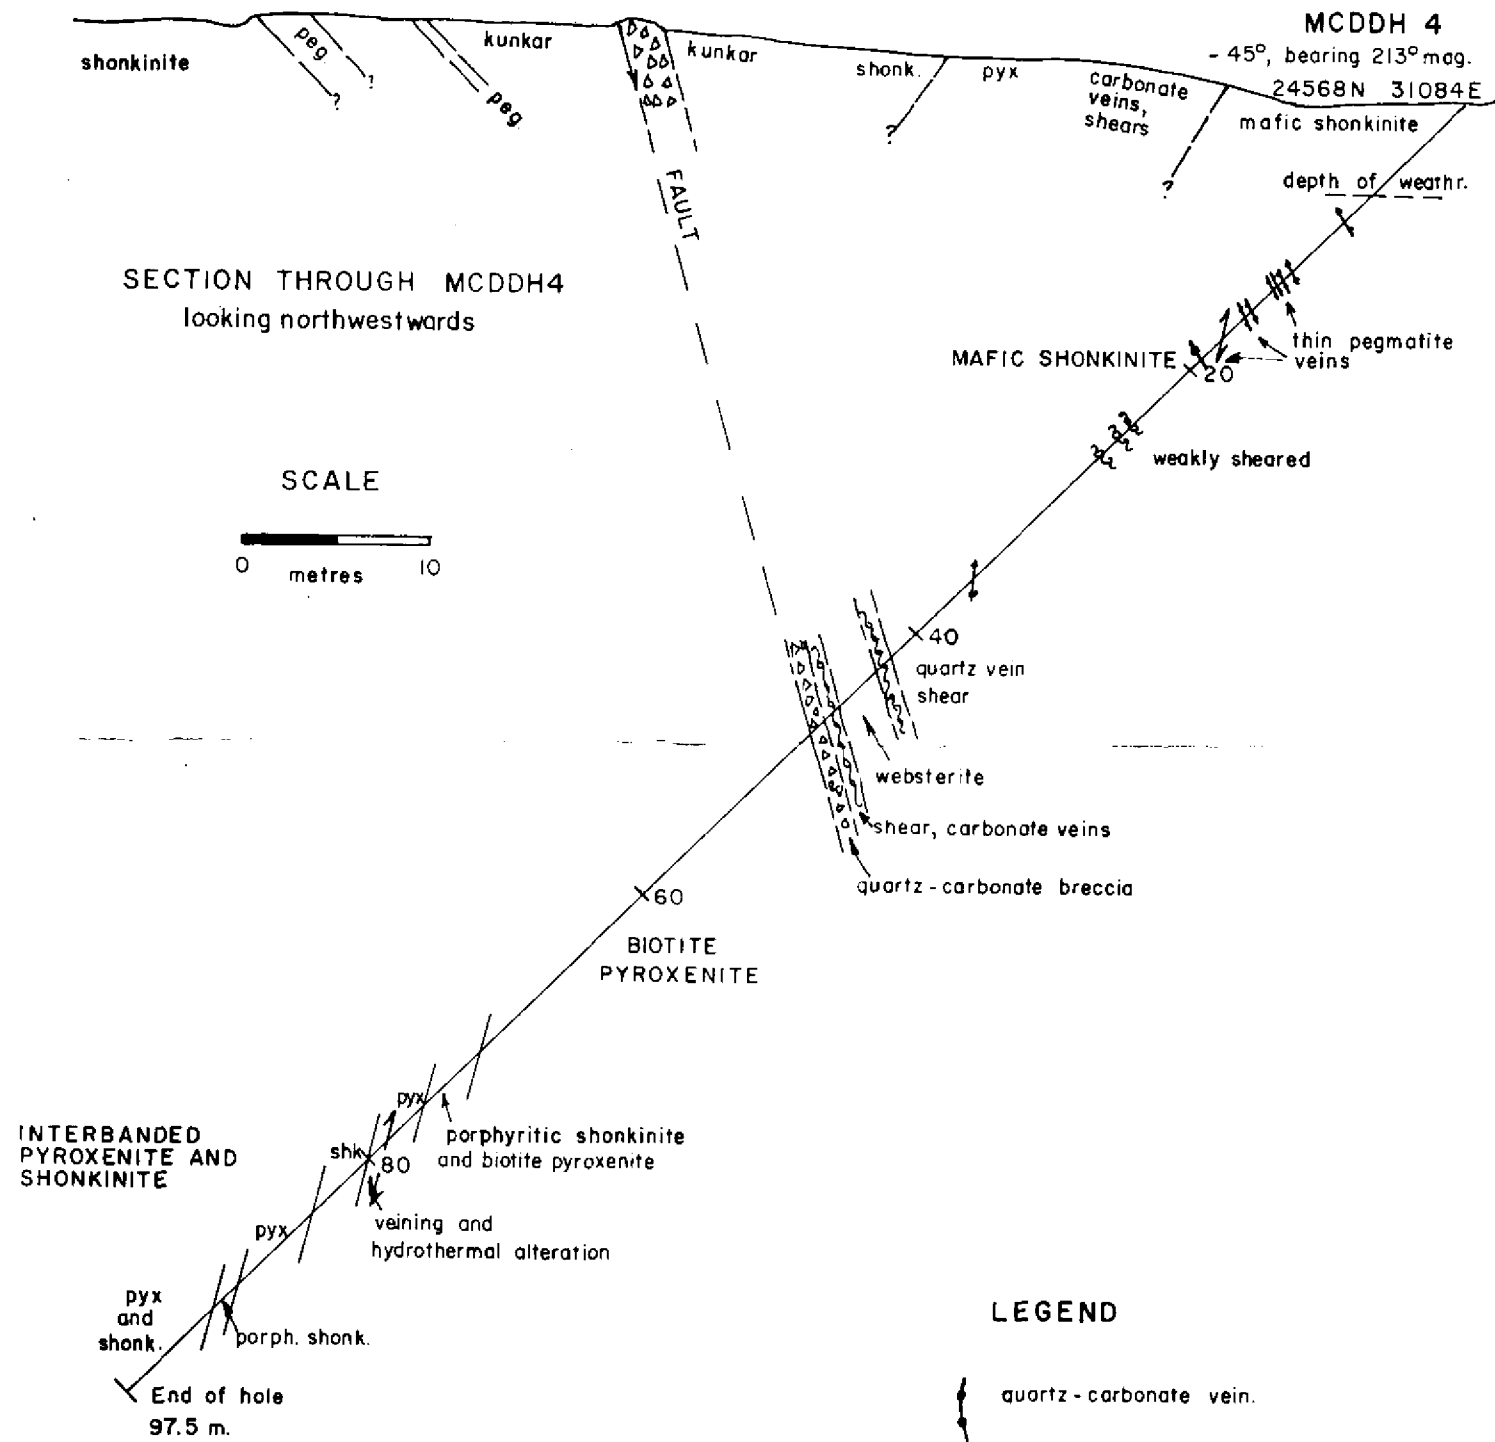 MCDDH 4
- 45°, bearing 213° mag.
24568N 31084E
shonkinite
peg.
?
?
peg.
kunkar
kunkar
shonk.
?
pyx
carbonate
veins,
shears
?
mafic shonkinite
depth of weathr.
FAULT
SECTION THROUGH MCDDH4
looking northwestwards
thin pegmatite
veins
MAFIC SHONKINITE
20
weakly sheared
SCALE
0
metres
10
40
quartz vein
shear
websterite
shear, carbonate veins
quartz-carbonate breccia
60
BIOTITE
PYROXENITE
pyx
porphyritic shonkinite
and biotite pyroxenite
INTERBANDED
PYROXENITE AND
SHONKINITE
shk
80
veining and
hydrothermal alteration
pyx
pyx
and
shonk.
porph. shonk.
End of hole
97.5 m.
LEGEND
quartz-carbonate vein.